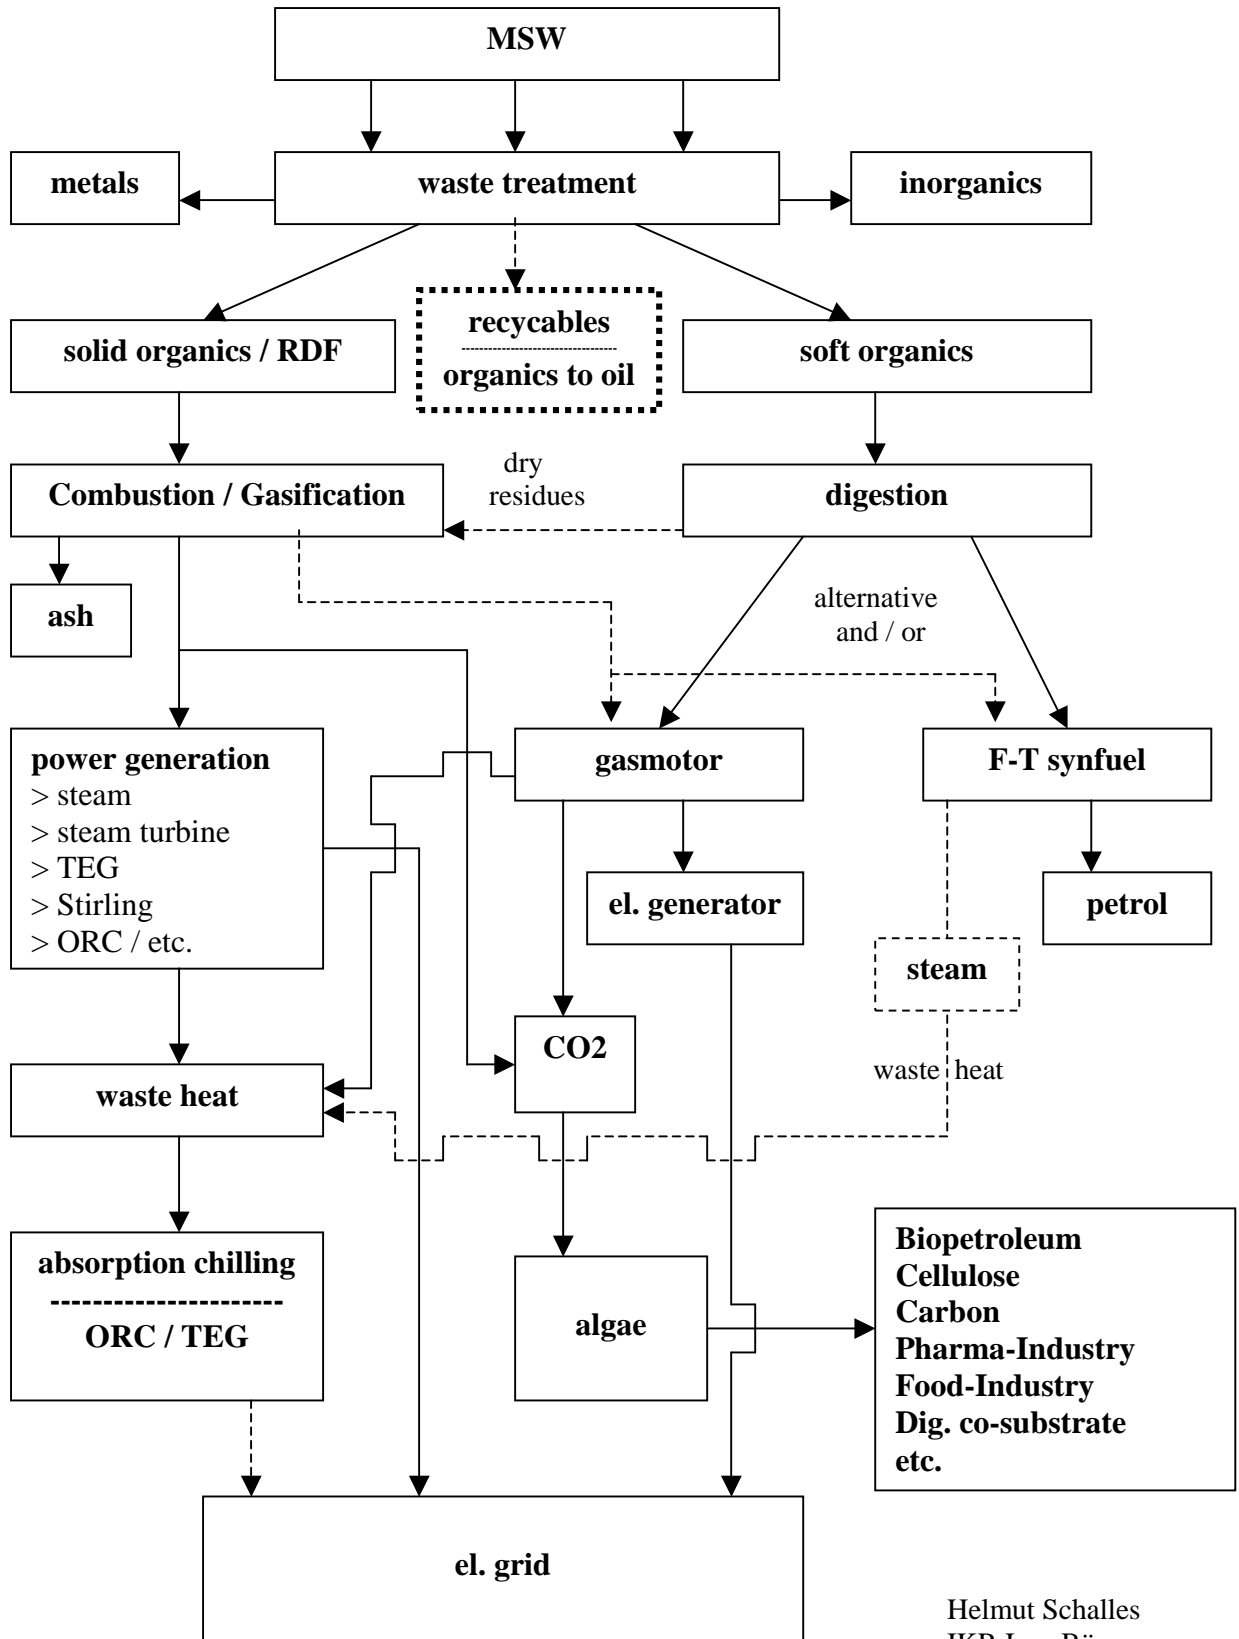 MSW
metals
waste treatment
inorganics
solid organics / RDF
recycables
organics to oil
soft organics
Combustion / Gasification
dry
residues
digestion
ash
alternative
and / or
power generation
> steam
> steam turbine
> TEG
> Stirling
> ORC / etc.
gasmotor
F-T synfuel
el. generator
petrol
steam
CO2
waste heat
waste heat
absorption chilling
ORC / TEG
algae
Biopetroleum
Cellulose
Carbon
Pharma-Industry
Food-Industry
Dig. co-substrate
etc.
el. grid
Helmut Schalles